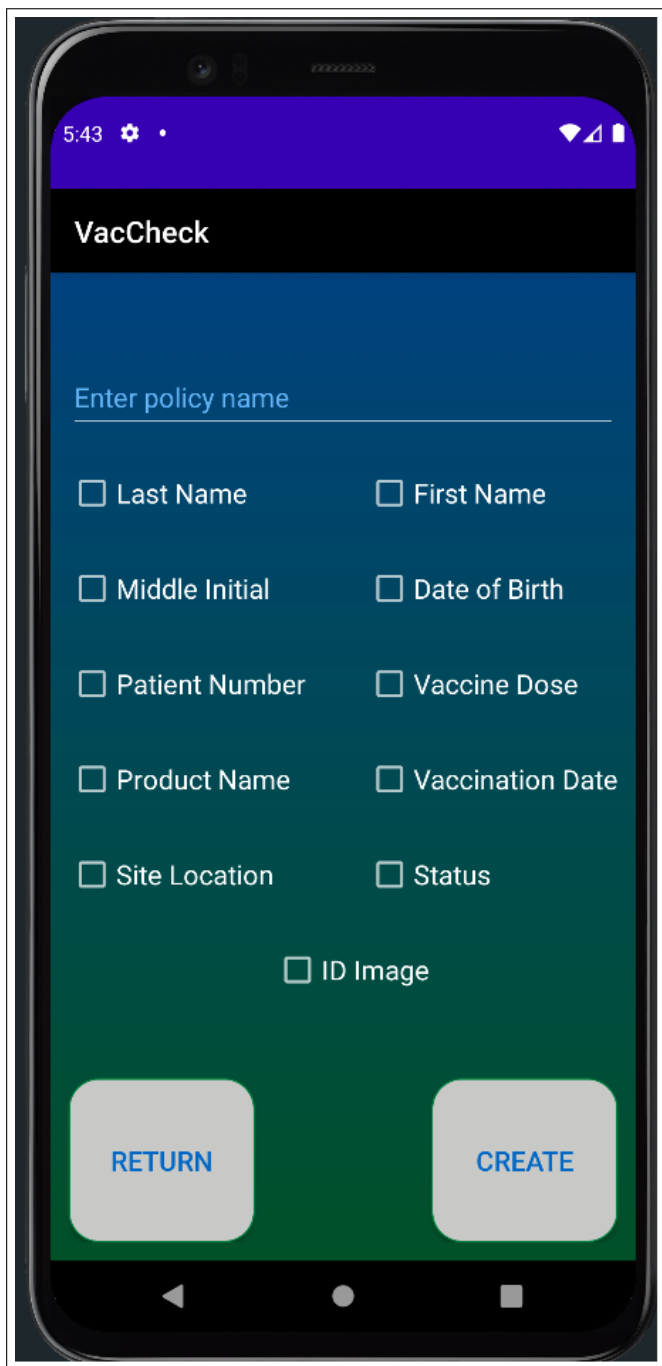 5:43
VacCheck
Enter policy name
Last Name First Name
Middle Initial Date of Birth
Patient Number Vaccine Dose
Product Name Vaccination Date
Site Location Status
ID Image
RETURN CREATE